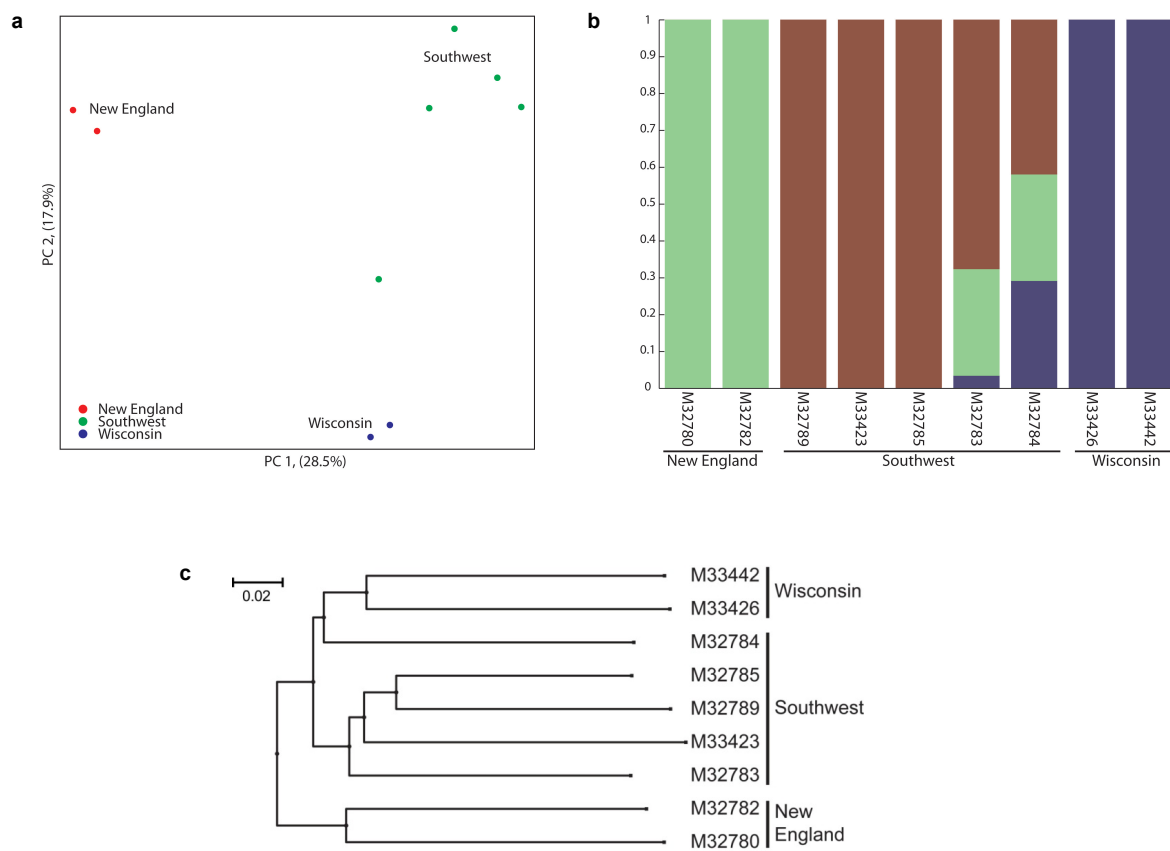 a
Southwest
New England
PC 2, (17.9%)
Wisconsin
New England
Southwest
Wisconsin
PC 1, (28.5%)
b
1
0.9
0.8
0.7
0.6
0.5
0.4
0.3
0.2
0.1
0
M32780
M32782
M32789
M33423
M32785
M32783
M32784
M33426
M33442
New England
Southwest
Wisconsin
c
0.02
M33442
M33426
Wisconsin
M32784
M32785
M32789
M33423
M32783
Southwest
M32782
M32780
New
England